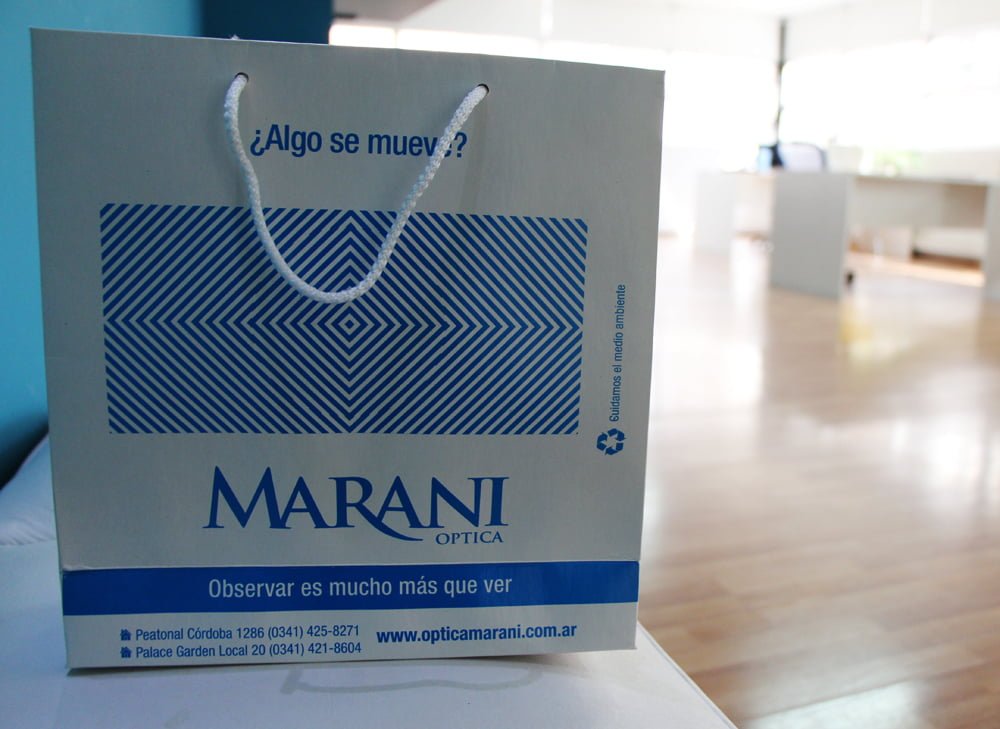 ¿Algo se mueve?
Cuidamos el medio ambiente
MARANI
OPTICA
Observar es mucho más que ver
Peatonal Córdoba 1286 (0341) 425-8271
Palace Garden Local 20 (0341) 421-8604
www.opticamarani.com.ar